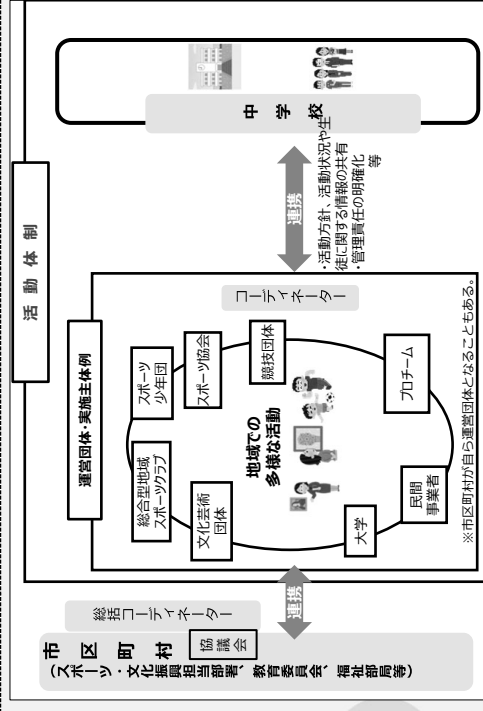 活動体制
市区町村
協議会
(スポーツ・文化振興担当部署、教育委員会、福祉部局等)
総括コーディネーター
連携
運営団体・実施主体例
総合型地域
スポーツクラブ
スポーツ
少年団
文化芸術
団体
スポーツ協会
地域での
多様な活動
競技団体
大学
民間
事業者
プロチーム
※市区町村が自ら運営団体となることもある。
コーディネーター
連携
・活動方針、活動状況や生
徒に関する情報の共有
・管理責任の明確化
等
中学校